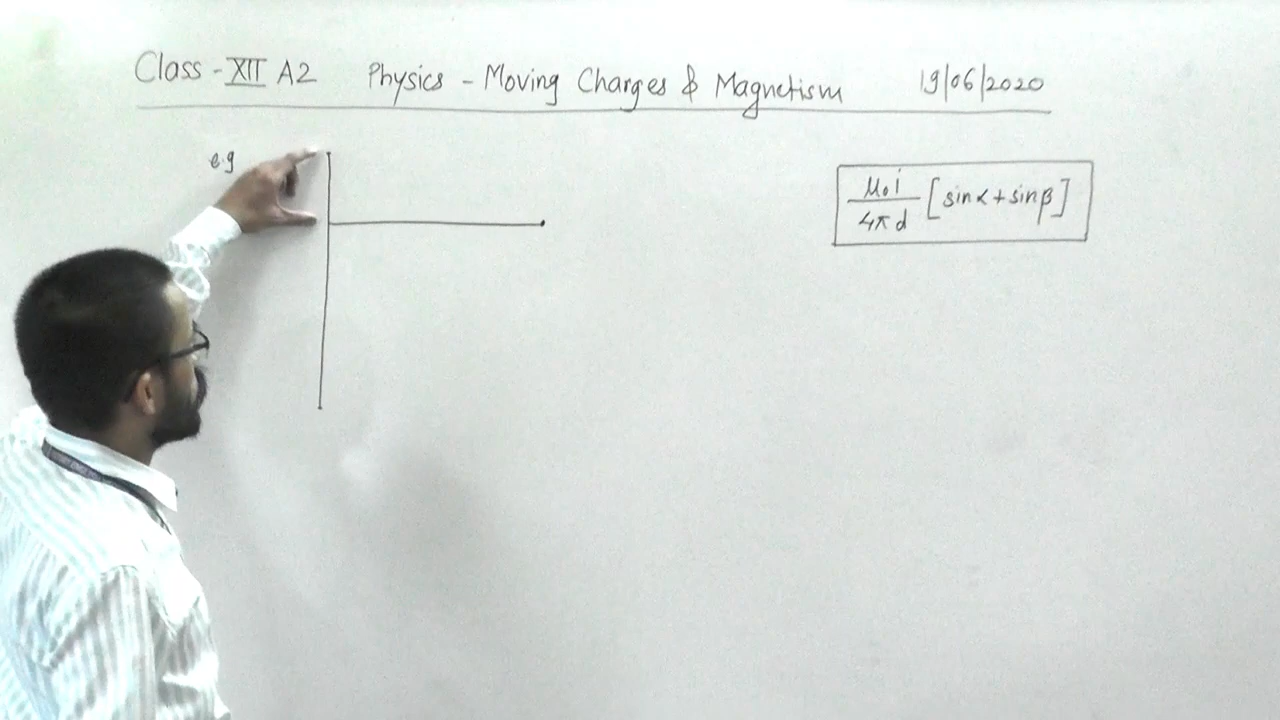 Class - XII A2 Physics - Moving Charges & Magnetism 19/06/2020
e.g
μ₀i / 4πd [sinα + sinβ]